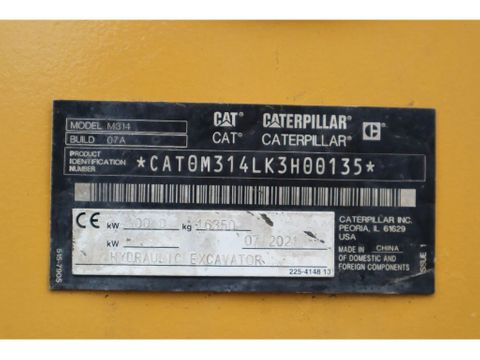 MODEL M314
BUILD 07A
CAT CATERPILLAR
CAT® CATERPILLAR®
PRODUCT
IDENTIFICATION
NUMBER
*CAT0M314LK3H00135*
CE kW kg 16350
kW 07 2021
HYDRAULIC EXCAVATOR
CATERPILLAR INC.
PEORIA, IL 61629
USA
MADE IN CHINA
OF DOMESTIC AND
FOREIGN COMPONENTS
225-4148 13
515-7905
ISSUE 1